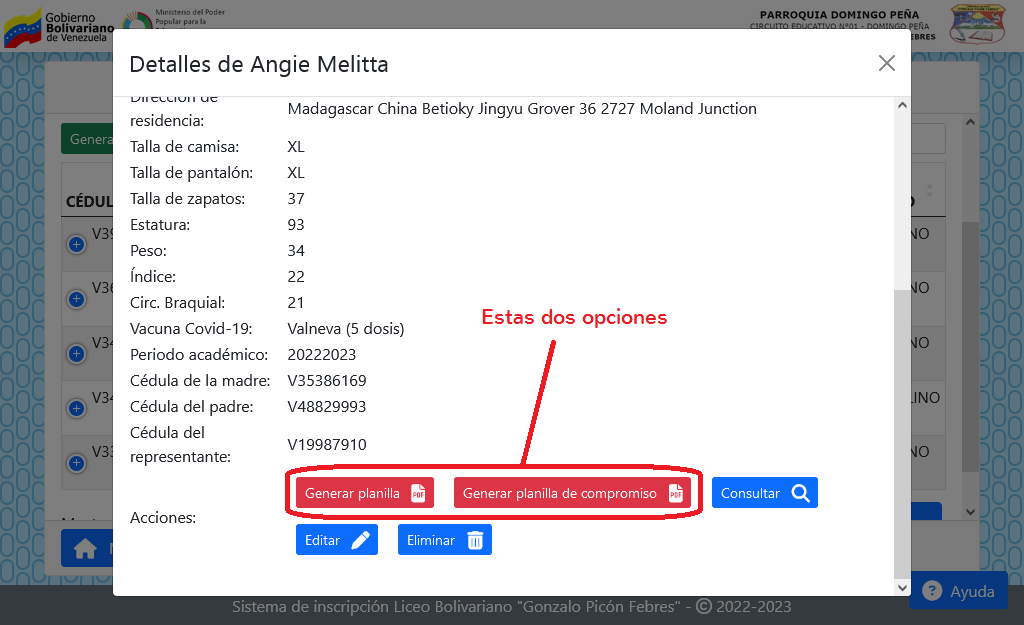 Gobierno
Bolivariano
de Venezuela
Ministerio del Poder
Popular para la
PARROQUIA DOMINGO PEÑA
CIRCUITO EDUCATIVO N°01 - DOMINGO PEÑA
FEBRES
Detalles de Angie Melitta
Dirección de
residencia:
Madagascar China Betioky Jingyu Grover 36 2727 Moland Junction
Talla de camisa: XL
Talla de pantalón: XL
Talla de zapatos: 37
Estatura: 93
Peso: 34
Índice: 22
Circ. Braquial: 21
Vacuna Covid-19: Valneva (5 dosis)
Periodo académico: 20222023
Cédula de la madre: V35386169
Cédula del padre: V48829993
Cédula del
representante:
V19987910
Estas dos opciones
Acciones:
Generar planilla PDF
Generar planilla de compromiso PDF
Consultar
Editar
Eliminar
Genera
CÉDUL
V39
V36
V34
V34
V33
O
NO
NO
NO
LINO
NO
Ayuda
Sistema de inscripción Liceo Bolivariano "Gonzalo Picón Febres" - © 2022-2023